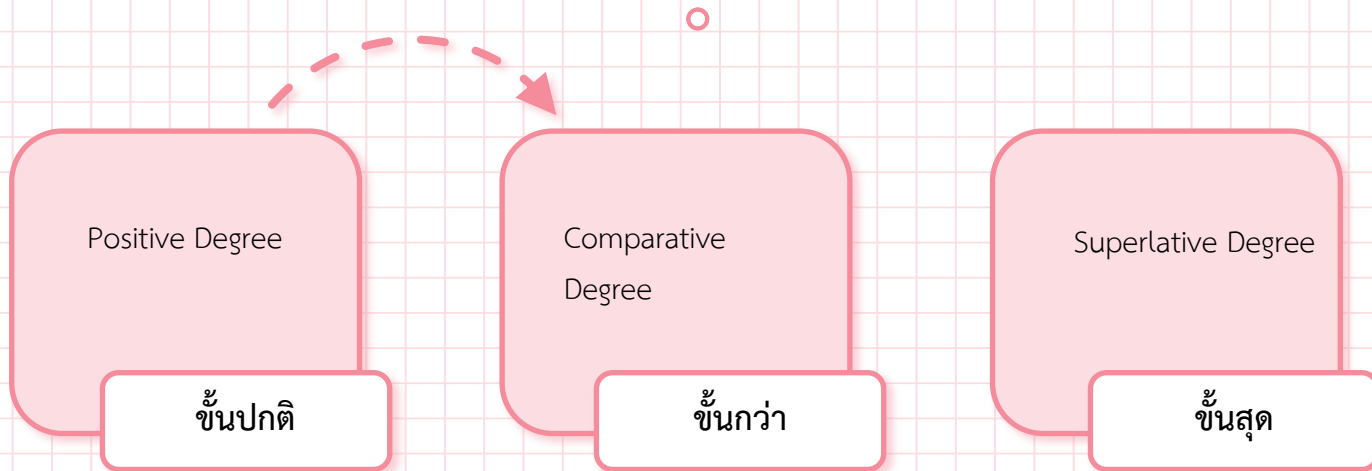 Positive Degree
ขั้นปกติ
Comparative
Degree
ขั้นกว่า
Superlative Degree
ขั้นสุด